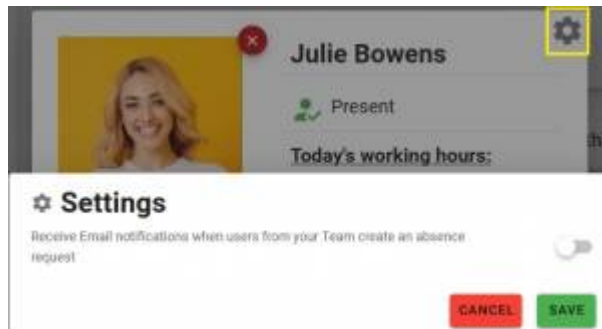 Julie Bowens
Present
Today's working hours:
Settings
Receive Email notifications when users from your Team create an absence
request
CANCEL
SAVE